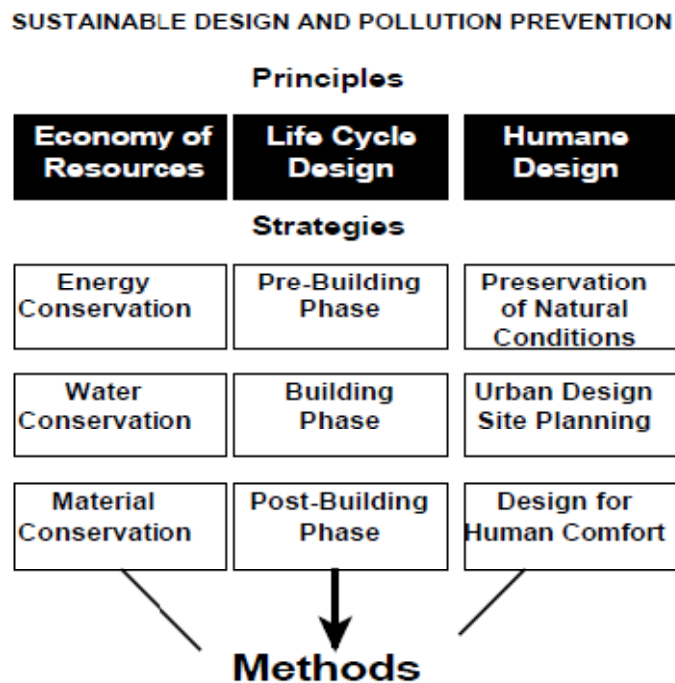 SUSTAINABLE DESIGN AND POLLUTION PREVENTION
Principles
Economy of
Resources
Life Cycle
Design
Humane
Design
Strategies
Energy
Conservation
Pre-Building
Phase
Preservation
of Natural
Conditions
Water
Conservation
Building
Phase
Urban Design
Site Planning
Material
Conservation
Post-Building
Phase
Design for
Human Comfort
Methods